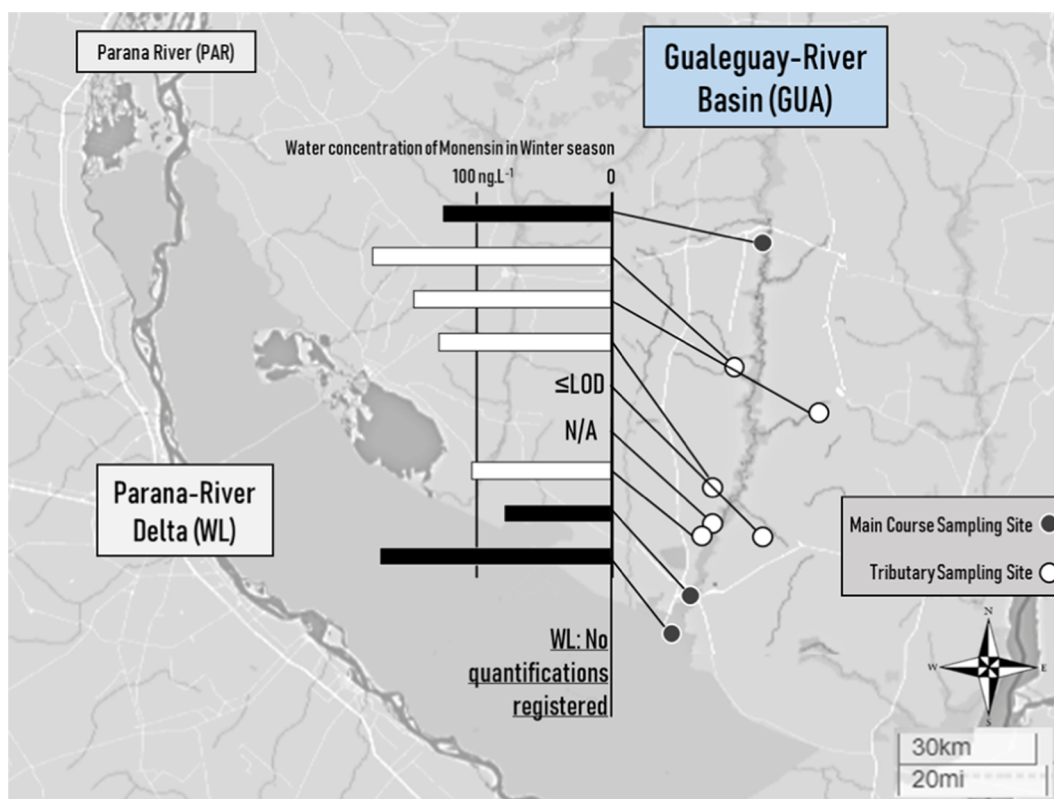 Parana River (PAR)
Gualeguay-River
Basin (GUA)
Water concentration of Monensin in Winter season
100 ng.L⁻¹
0
≤LOD
N/A
Parana-River
Delta (WL)
Main Course Sampling Site
Tributary Sampling Site
WL: No
quantifications
registered
N
W
E
S
30km
20mi